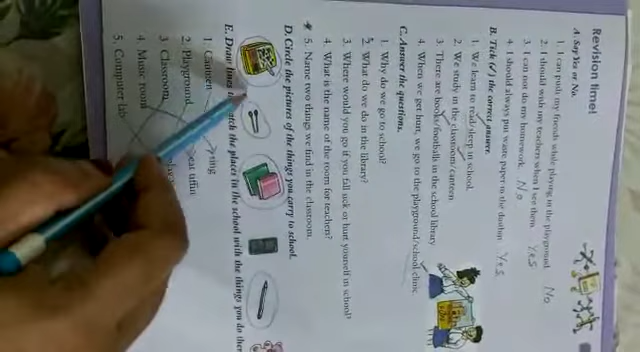 Revision time!
A. Say Yes or No.
1. I can push my friend while playing in the playground. No
2. I should wish my teachers when I see them. Yes
3. I can not do my homework. No
4. I should always put waste paper in the dustbin. Yes
B. Tick (✓) the correct answer.
1. We learn to read/sleep in school.
2. We study in the classroom/canteen
3. There are books/footballs in the school library
4. When we get hurt, we go to the playground/school clinic
C. Answer the questions.
1. Why do we go to school?
2. What do we do in the library?
3. Where would you go if you fall sick or hurt yourself in school?
4. What is the name of the room for teachers?
5. Name two things we find in the classroom.
D. Circle the pictures of the things you carry to school.
E. Draw lines match the places in the school with the things you do there
1. Canteen
2. Playground eat tiffin
3. Classroom
4. Music room
5. Computer lab